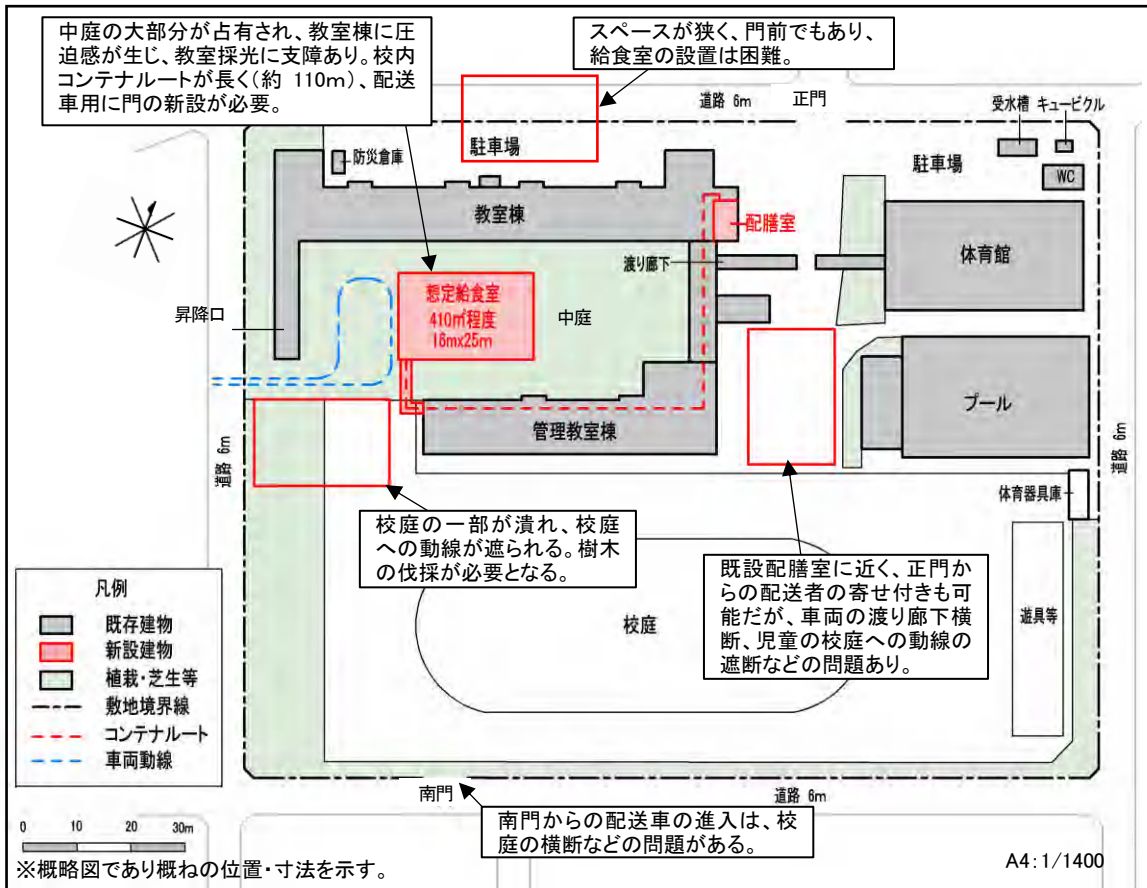 中庭の大部分が占有され、教室棟に圧
迫感が生じ、教室採光に支障あり。校内
コンテナルートが長く(約 110m)、配送
車用に門の新設が必要。
スペースが狭く、門前でもあり、
給食室の設置は困難。
道路 6m
正門
受水槽 キュービクル
防災倉庫
駐車場
駐車場
WC
教室棟
配膳室
体育館
渡り廊下
昇降口
想定給食室
410㎡程度
16mx25m
中庭
プール
管理教室棟
道路 6m
道路 6m
体育器具庫
校庭の一部が潰れ、校庭
への動線が遮られる。樹木
の伐採が必要となる。
既設配膳室に近く、正門か
らの配送者の寄せ付きも可
能だが、車両の渡り廊下横
断、児童の校庭への動線の
遮断などの問題あり。
凡例
既存建物
新設建物
植栽・芝生等
敷地境界線
コンテナルート
車両動線
校庭
遊具等
南門
道路 6m
南門からの配送車の進入は、校
庭の横断などの問題がある。
0 10 20 30m
※概略図であり概ねの位置・寸法を示す。
A4:1/1400